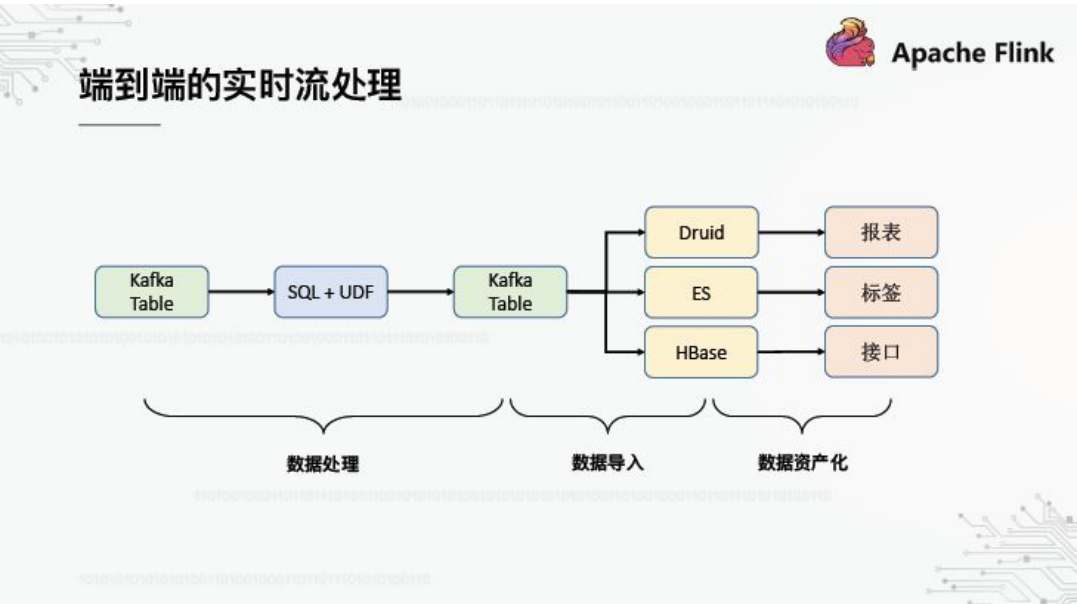 Apache Flink
端到端的实时流处理
Kafka
Table
SQL + UDF
Kafka
Table
Druid
报表
ES
标签
HBase
接口
数据处理
数据导入
数据资产化